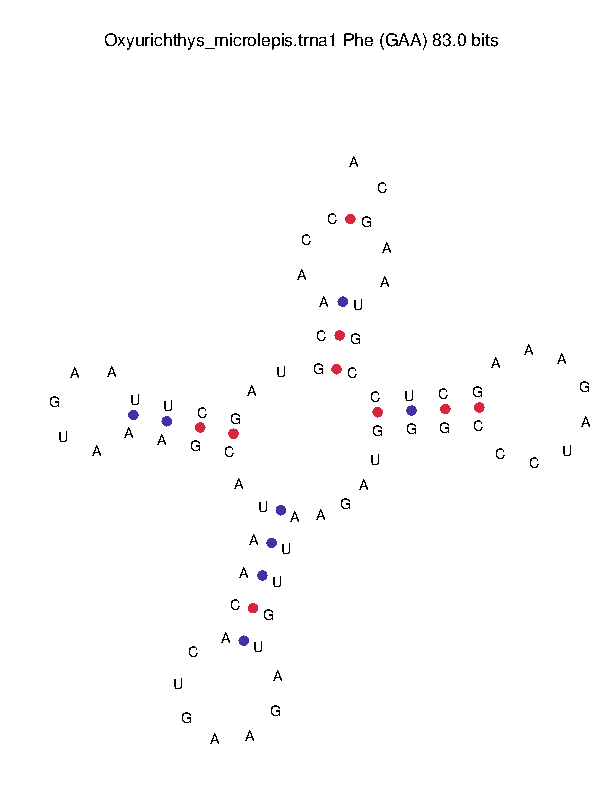 Oxyurichthys_microlepis.trna1 Phe (GAA) 83.0 bits
A
C
C G
C A
A A
A U
C G
A A A
A A U G C
G
A C U C G
G U U C G
A
U A A G G G G C
A C U C C U
A A
U A A G
A U
A U
C G
A U
C
U A
G G
A A